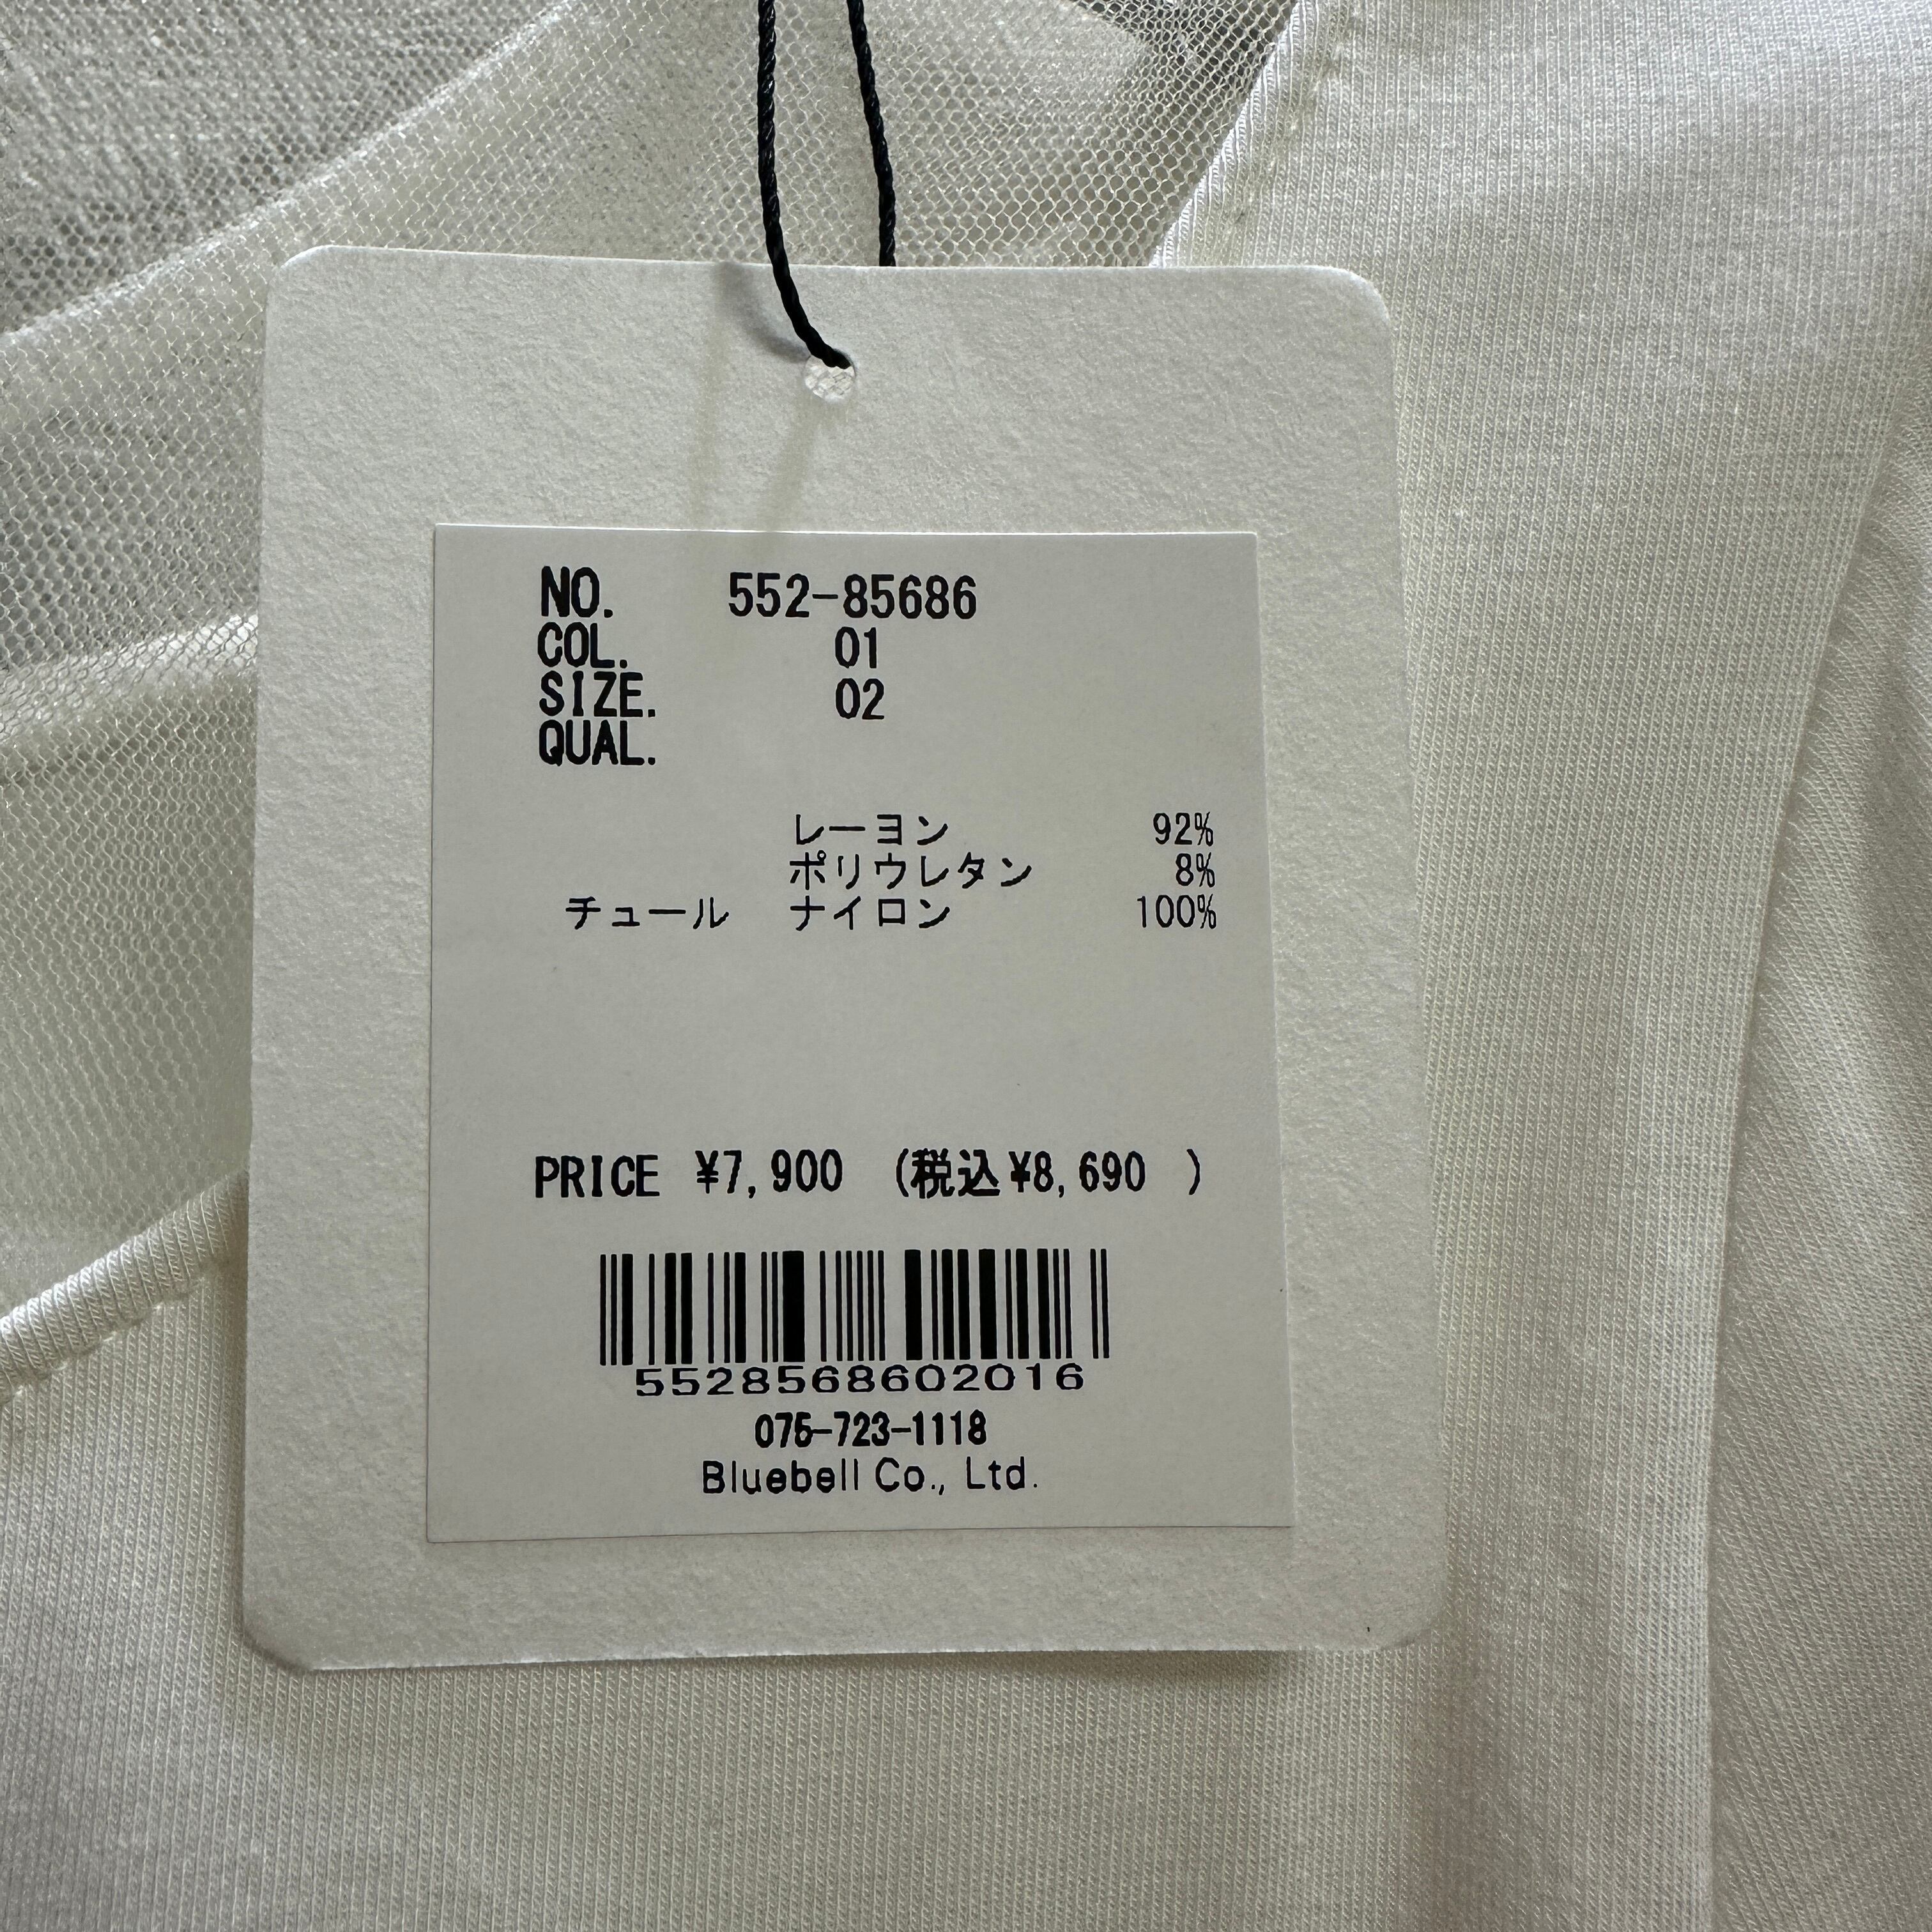 NO. 552-85686
COL. 01
SIZE. 02
QUAL.
レーヨン 92%
ポリウレタン 8%
チュール ナイロン 100%
PRICE ¥7,900 (税込¥8,690 )
5528568602016
075-723-1118
Bluebell Co., Ltd.